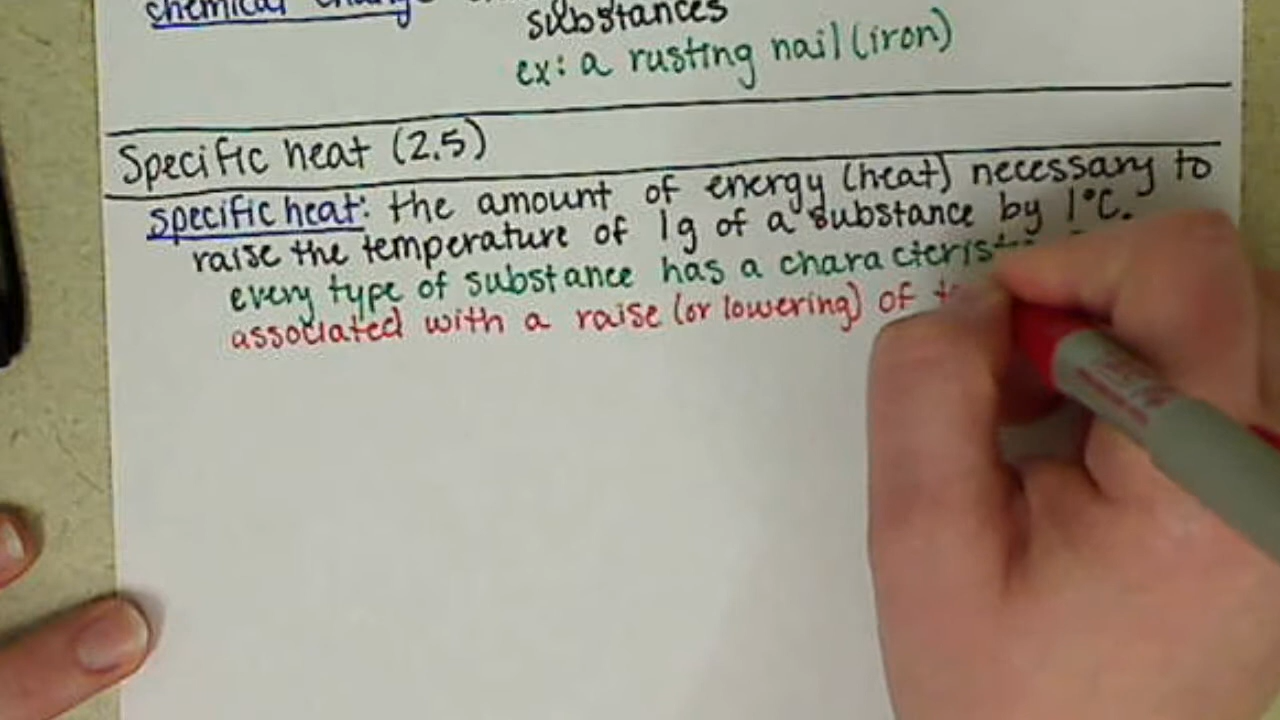 chemical change
substances
ex: a rusting nail (iron)
Specific heat (2.5)
specific heat: the amount of energy (heat) necessary to
raise the temperature of 1g of a substance by 1°C.
every type of substance has a
associated with a raise (or lowering) of